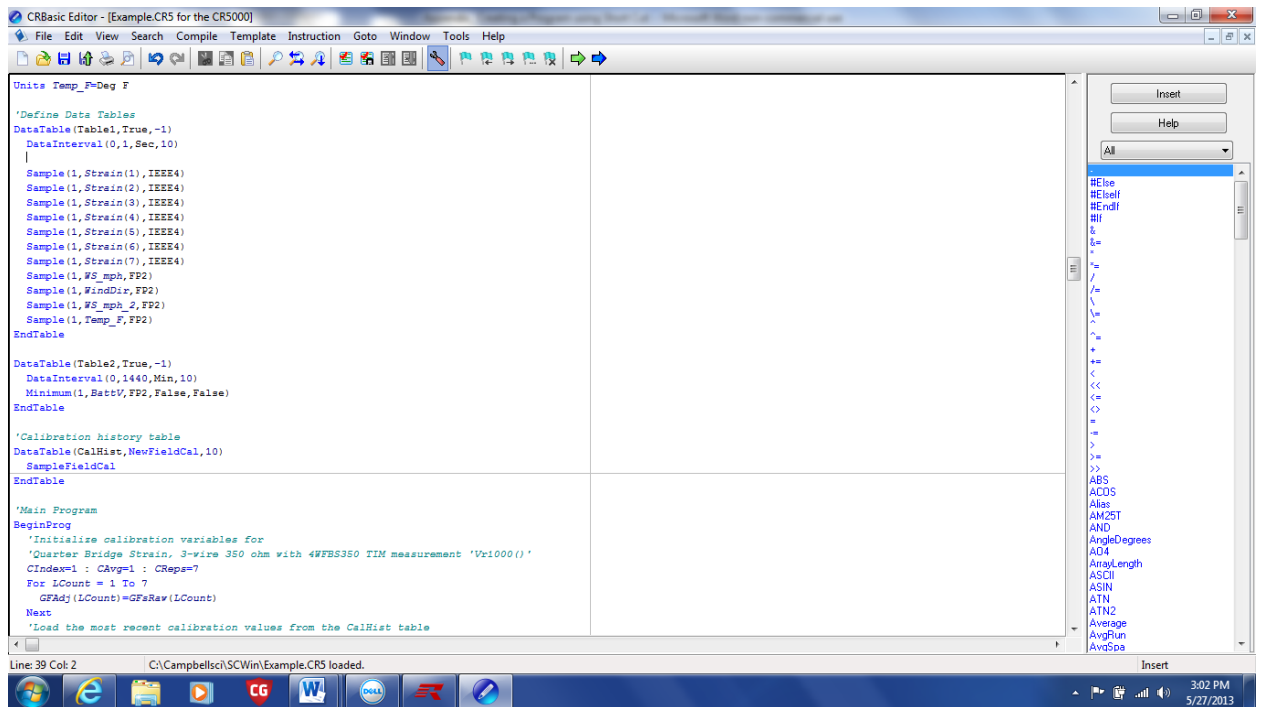 CRBasic Editor - [Example.CR5 for the CR5000]
File Edit View Search Compile Template Instruction Goto Window Tools Help
Units Temp_F=Deg F
'Define Data Tables
DataTable(Table1,True,-1)
DataInterval(0,1,Sec,10)
Sample(1,Strain(1),IEEE4)
Sample(1,Strain(2),IEEE4)
Sample(1,Strain(3),IEEE4)
Sample(1,Strain(4),IEEE4)
Sample(1,Strain(5),IEEE4)
Sample(1,Strain(6),IEEE4)
Sample(1,Strain(7),IEEE4)
Sample(1,WS_mph,FP2)
Sample(1,WindDir,FP2)
Sample(1,WS_mph_2,FP2)
Sample(1,Temp_F,FP2)
EndTable
DataTable(Table2,True,-1)
DataInterval(0,1440,Min,10)
Minimum(1,BattV,FP2,False,False)
EndTable
'Calibration history table
DataTable(CalHist,NewFieldCal,10)
SampleFieldCal
EndTable
'Main Program
BeginProg
'Initialize calibration variables for
'Quarter Bridge Strain, 3-wire 350 ohm with 4WFBS350 TIM measurement 'Vr1000()'
CIndex=1 : CAvg=1 : CReps=7
For LCount = 1 To 7
GFAdj(LCount)=GFsRaw(LCount)
Next
'Load the most recent calibration values from the CalHist table
Insert
Help
All
-
#Else
#ElseIf
#EndIf
#If
&
&=
*
*=
/
/=
\
\=
^
^=
+
+=
<
<<
<=
<>
=
-=
>
>=
>>
ABS
ACOS
Alias
AM25T
AND
AngleDegrees
AO4
ArrayLength
ASCII
ASIN
ATN
ATN2
Average
AvgRun
AvgSpa
Line: 39 Col: 2 C:\Campbellsci\SCWin\Example.CR5 loaded. Insert
CG
W
DELL
3:02 PM
5/27/2013